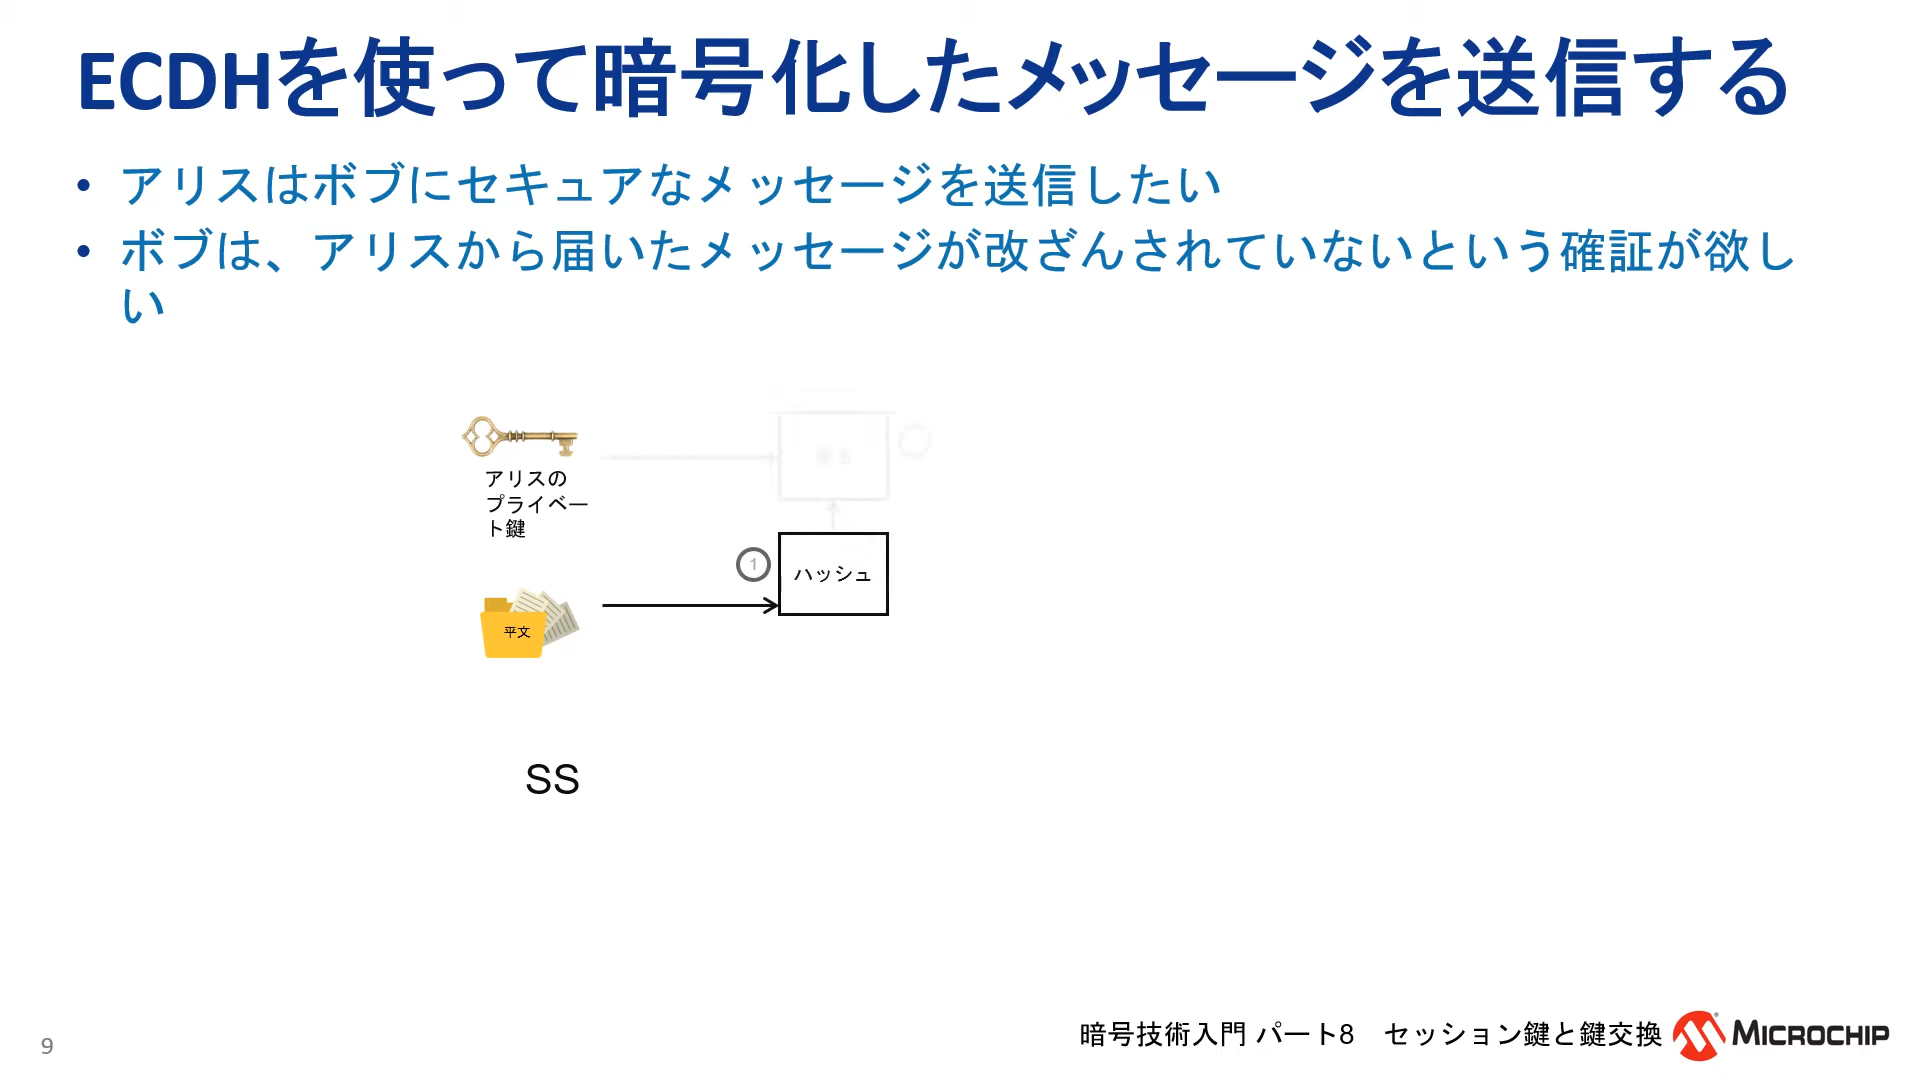 ECDHを使って暗号化したメッセージを送信する
• アリスはボブにセキュアなメッセージを送信したい
• ボブは、アリスから届いたメッセージが改ざんされていないという確証が欲し
い
アリスの
プライベー
ト鍵
1
ハッシュ
平文
SS
9
暗号技術入門 パート8　セッション鍵と鍵交換
MICROCHIP